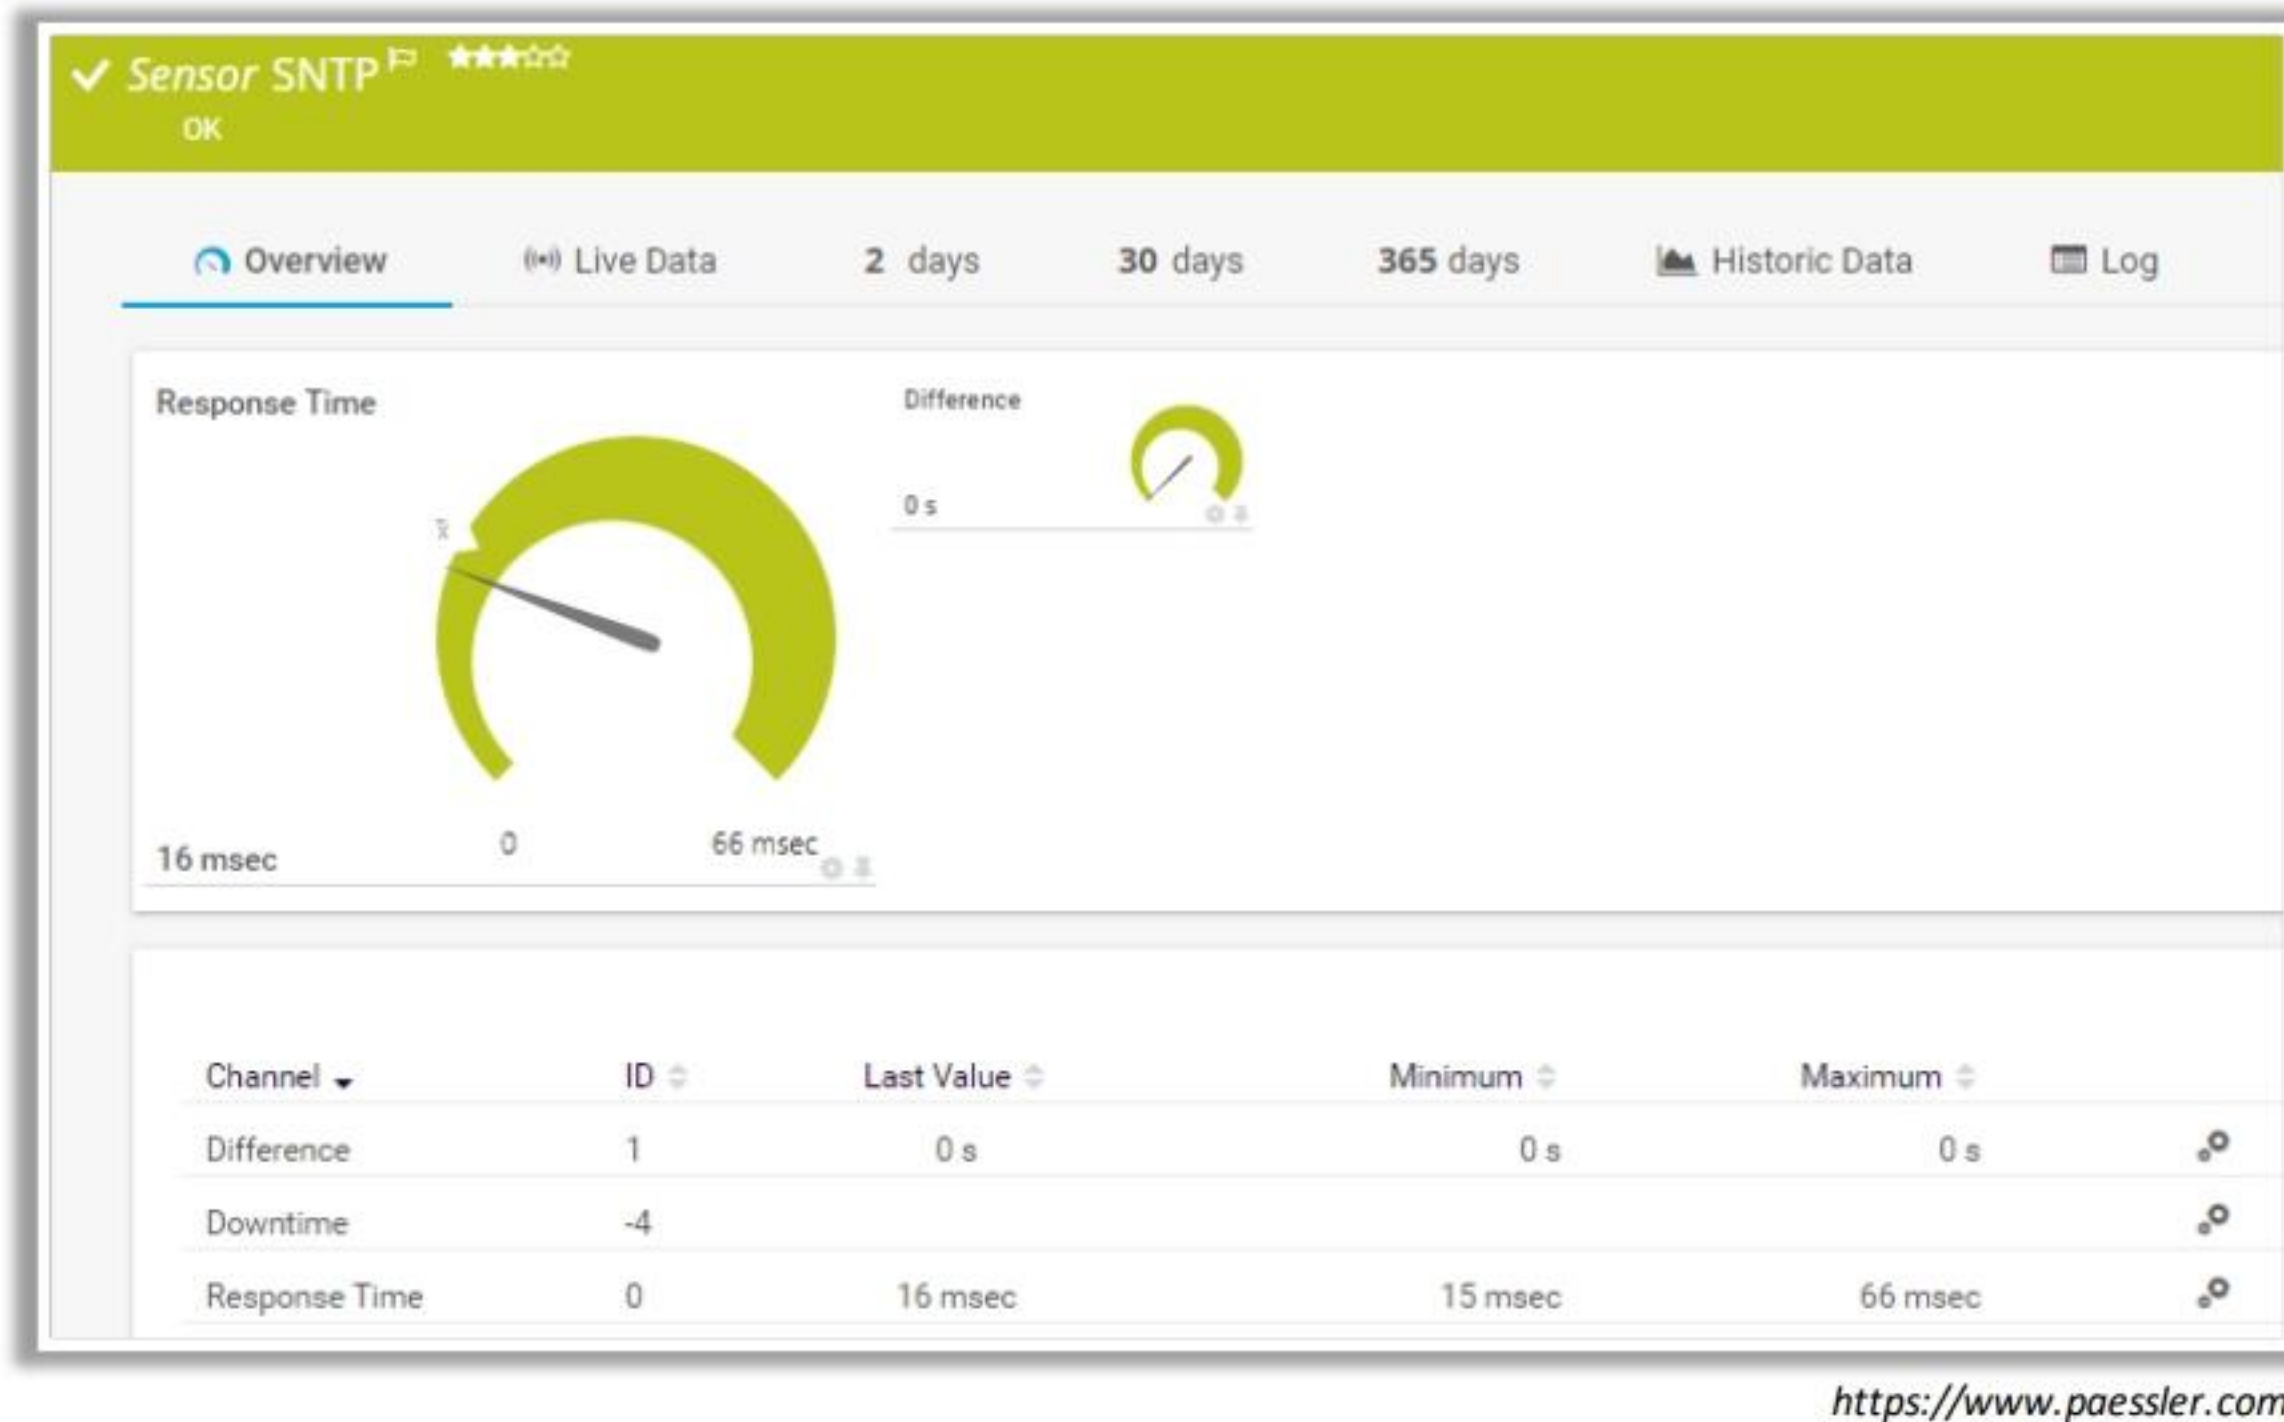 Sensor SNTP
OK
Overview Live Data 2 days 30 days 365 days Historic Data Log
Response Time
Difference
0 s
x̄
16 msec
0
66 msec
Channel ID Last Value Minimum Maximum
Difference 1 0 s 0 s 0 s
Downtime -4
Response Time 0 16 msec 15 msec 66 msec
https://www.paessler.com